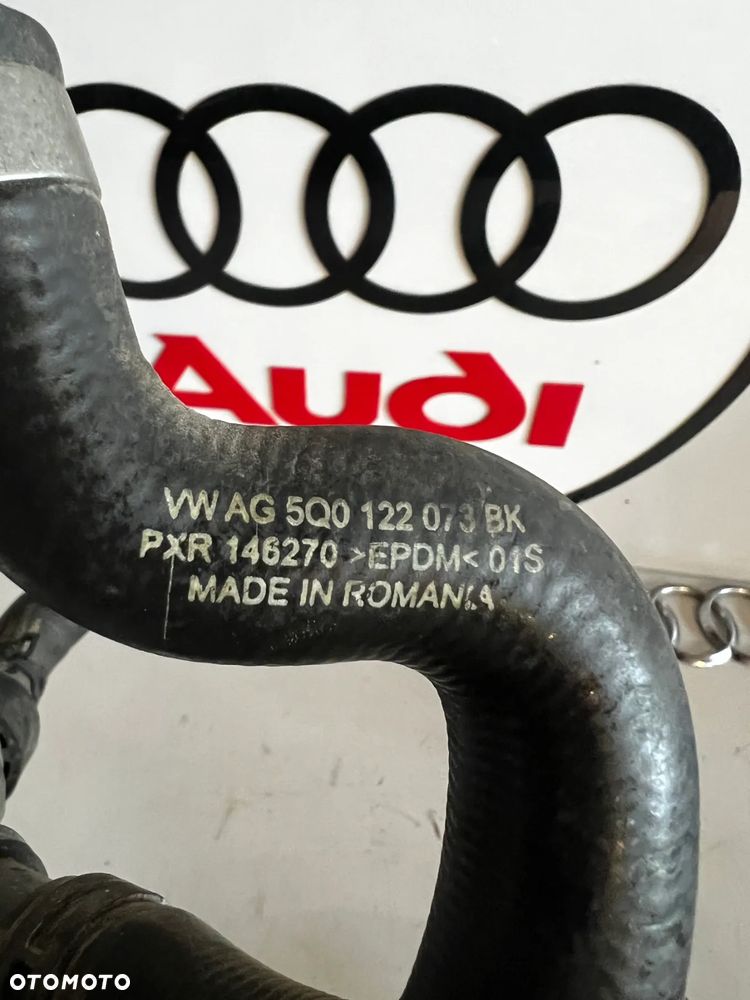 Audi
VW AG 5Q0 122 073 BK
PXR 146270 >EPDM< 01S
MADE IN ROMANIA
OTOMOTO